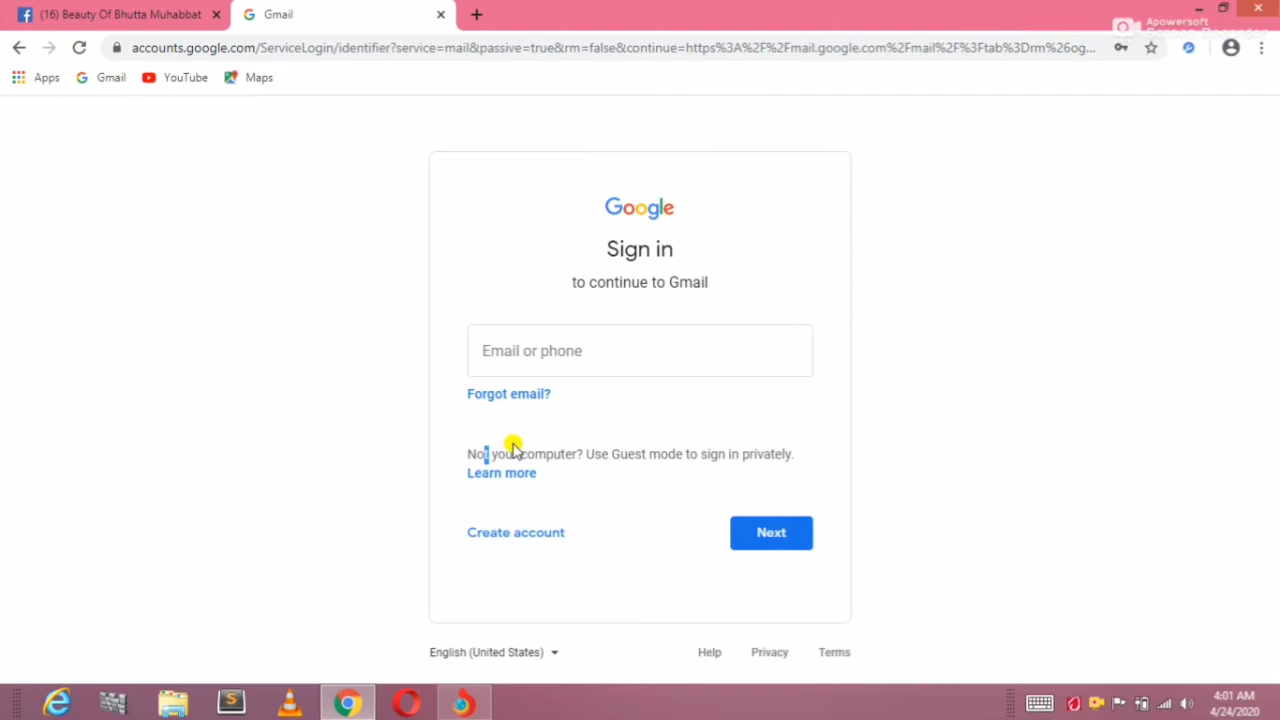 (16) Beauty Of Bhutta Muhabbat
Gmail
Apowersoft
Screen Recorder
accounts.google.com/ServiceLogin/identifier?service=mail&passive=true&rm=false&continue=https%3A%2F%2Fmail.google.com%2Fmail%2F%3Ftab%3Drm%26og...
Apps
Gmail
YouTube
Maps
Google
Sign in
to continue to Gmail
Email or phone
Forgot email?
Not your computer? Use Guest mode to sign in privately.
Learn more
Create account
Next
English (United States)
Help
Privacy
Terms
4:01 AM
4/24/2020